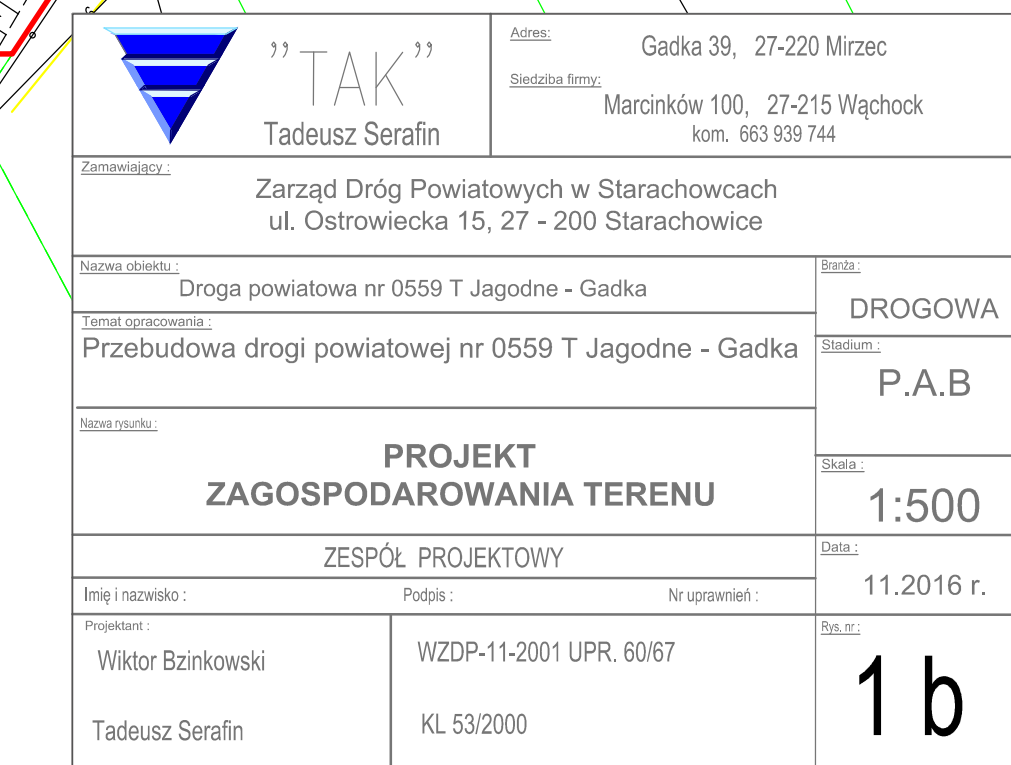 "TAK"
Tadeusz Serafin
Adres:
Gadka 39, 27-220 Mirzec
Siedziba firmy:
Marcinków 100, 27-215 Wąchock
kom. 663 939 744
Zamawiający :
Zarząd Dróg Powiatowych w Starachowcach
ul. Ostrowiecka 15, 27 - 200 Starachowice
Nazwa obiektu :
Droga powiatowa nr 0559 T Jagodne - Gadka
Branża :
DROGOWA
Temat opracowania :
Przebudowa drogi powiatowej nr 0559 T Jagodne - Gadka
Stadium :
P.A.B
Nazwa rysunku :
PROJEKT
ZAGOSPODAROWANIA TERENU
Skala :
1:500
ZESPÓŁ PROJEKTOWY
Data :
11.2016 r.
Imię i nazwisko : Podpis : Nr uprawnień :
Projektant :
Wiktor Bzinkowski WZDP-11-2001 UPR. 60/67
Tadeusz Serafin KL 53/2000
Rys. nr :
1 b